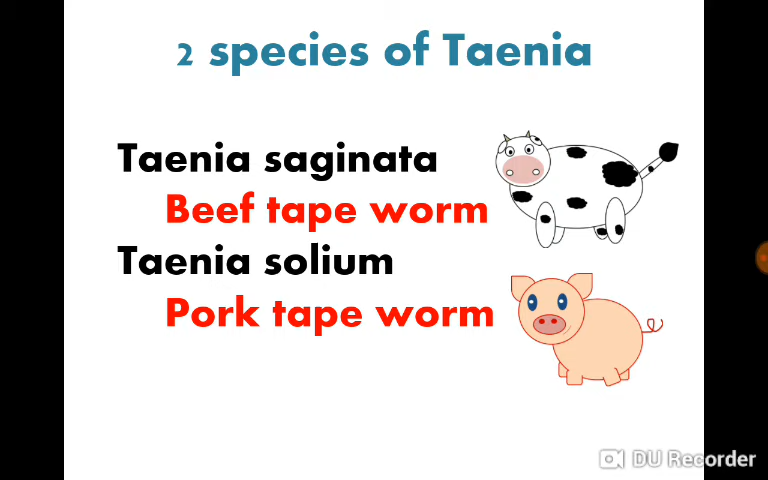 2 species of Taenia
Taenia saginata
Beef tape worm
Taenia solium
Pork tape worm
DU Recorder